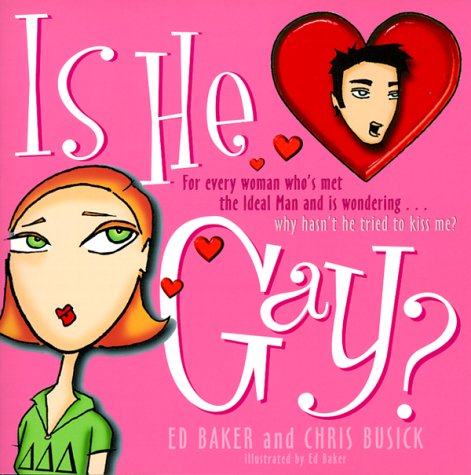 Is He
For every woman who's met
the Ideal Man and is wondering . . .
why hasn't he tried to kiss me?
Gay?
ED BAKER and CHRIS BUSICK
illustrated by Ed Baker